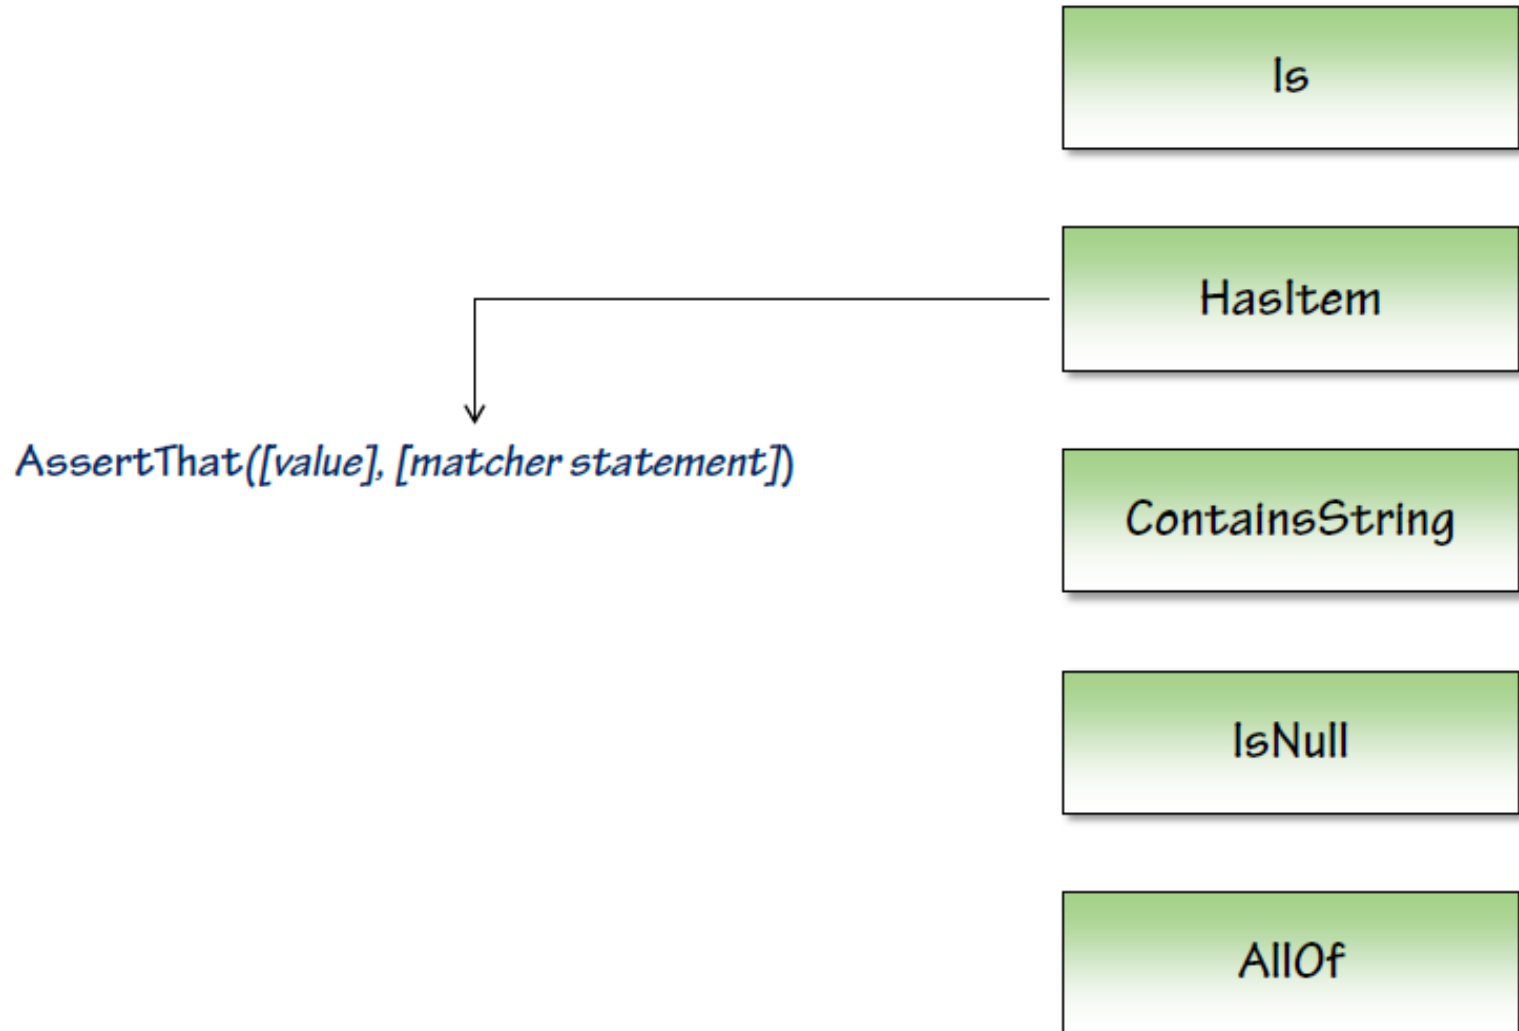 Is
HasItem
AssertThat([value], [matcher statement])
ContainsString
IsNull
AllOf